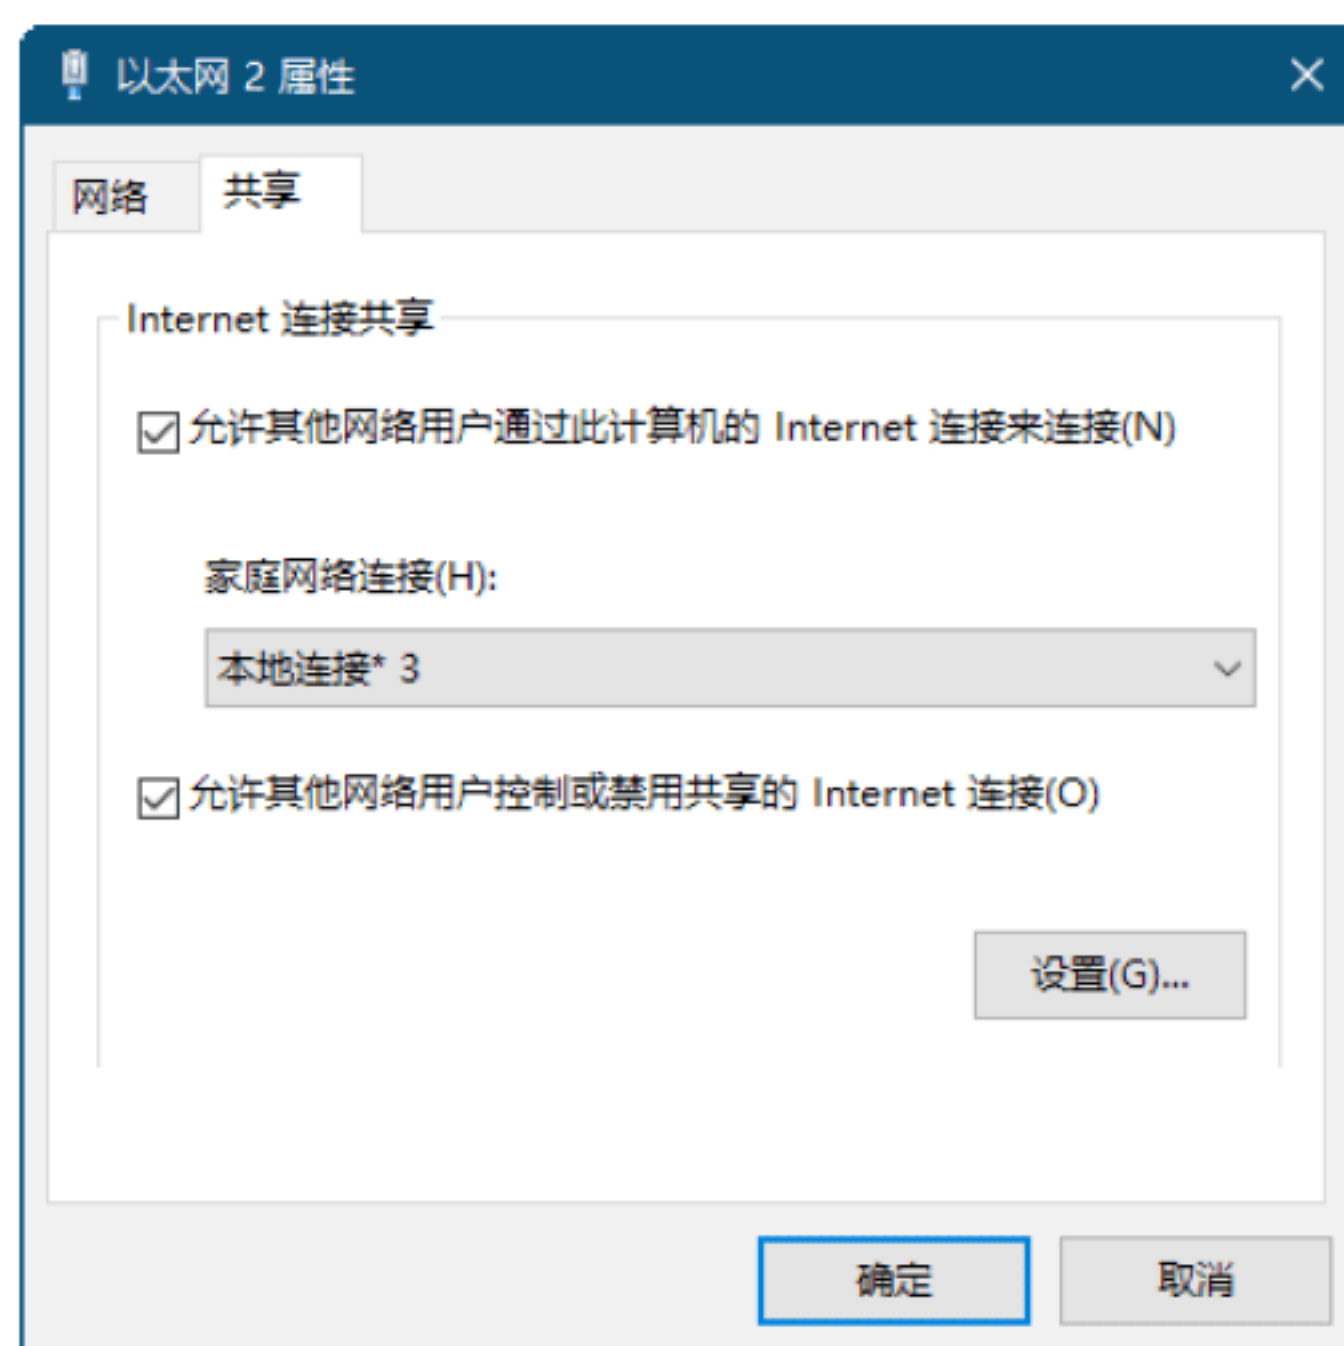 以太网 2 属性
网络
共享
Internet 连接共享
允许其他网络用户通过此计算机的 Internet 连接来连接(N)
家庭网络连接(H):
本地连接* 3
允许其他网络用户控制或禁用共享的 Internet 连接(O)
设置(G)...
确定
取消